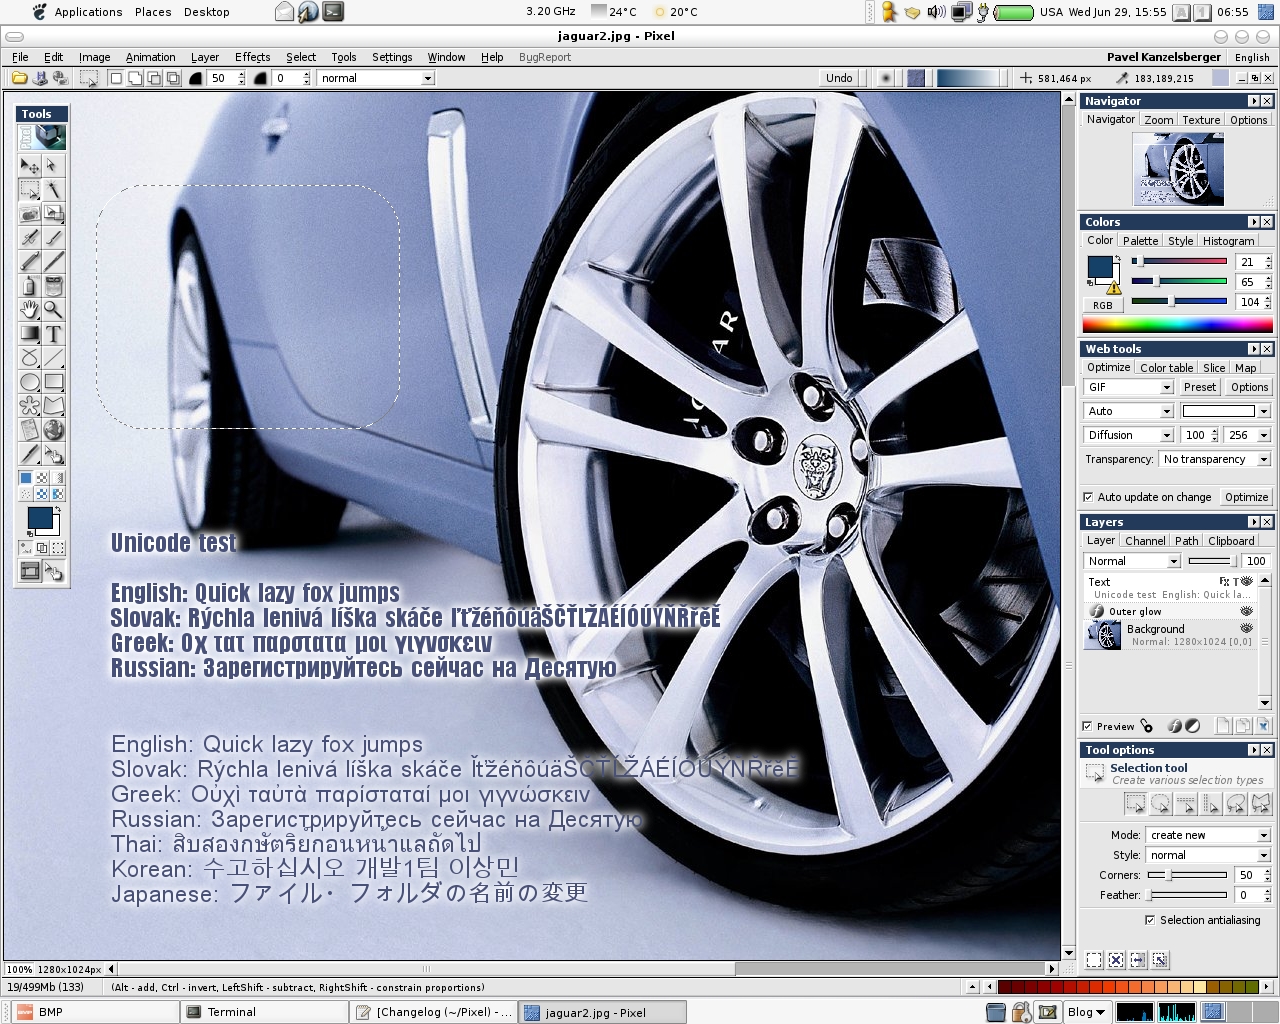 Applications Places Desktop 3.20 GHz 24°C 20°C USA Wed Jun 29, 15:55 A 1 06:55
jaguar2.jpg - Pixel
File Edit Image Animation Layer Effects Select Tools Settings Window Help BygReport Pavel Kanzelsberger English
50 0 normal Undo 581,464 px 183,189,215
Tools
Navigator
Navigator Zoom Texture Options
Colors
Color Palette Style Histogram
21
65
RGB 104
Web tools
Optimize Color table Slice Map
GIF Preset Options
Auto
Diffusion 100 256
Transparency: No transparency
Auto update on change Optimize
Layers
Layer Channel Path Clipboard
Normal 100
Text Fx T
Unicode test English: Quick la...
Outer glow
Background
Normal: 1280x1024 [0,0]
Preview
Tool options
Selection tool
Create various selection types
Mode: create new
Style: normal
Corners: 50
Feather: 0
Selection antialiasing
Unicode test
English: Quick lazy fox jumps
Slovak: Rýchla lenivá líška skáče ľťžéňôúäŠČŤĽŽÁÉÍÓÚÝŇŘřěĚ
Greek: Οχ τατ παρστατα μοι γιγνσκειν
Russian: Зарегистрируйтесь сейчас на Десятую
English: Quick lazy fox jumps
Slovak: Rýchla lenivá líška skáče ľťžéňôúäŠČŤĽŽÁÉÍÓÚÝŇŘřěĚ
Greek: Οὐχὶ ταὐτὰ παρίσταταί μοι γιγνώσκειν
Russian: Зарегистрируйтесь сейчас на Десятую
Thai: สิบสองกษัตริย์ก่อนหน้าแลถัดไป
Korean: 수고하십시오 개발1팀 이상민
Japanese: ファイル・フォルダの名前の変更
100% 1280x1024px
19/499Mb (133) (Alt - add, Ctrl - invert, LeftShift - subtract, RightShift - constrain proportions)
BMP Terminal [Changelog (~/Pixel) - ... jaguar2.jpg - Pixel Blog